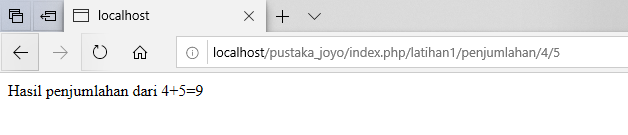 localhost
localhost/pustaka_joyo/index.php/latihan1/penjumlahan/4/5
Hasil penjumlahan dari 4+5=9